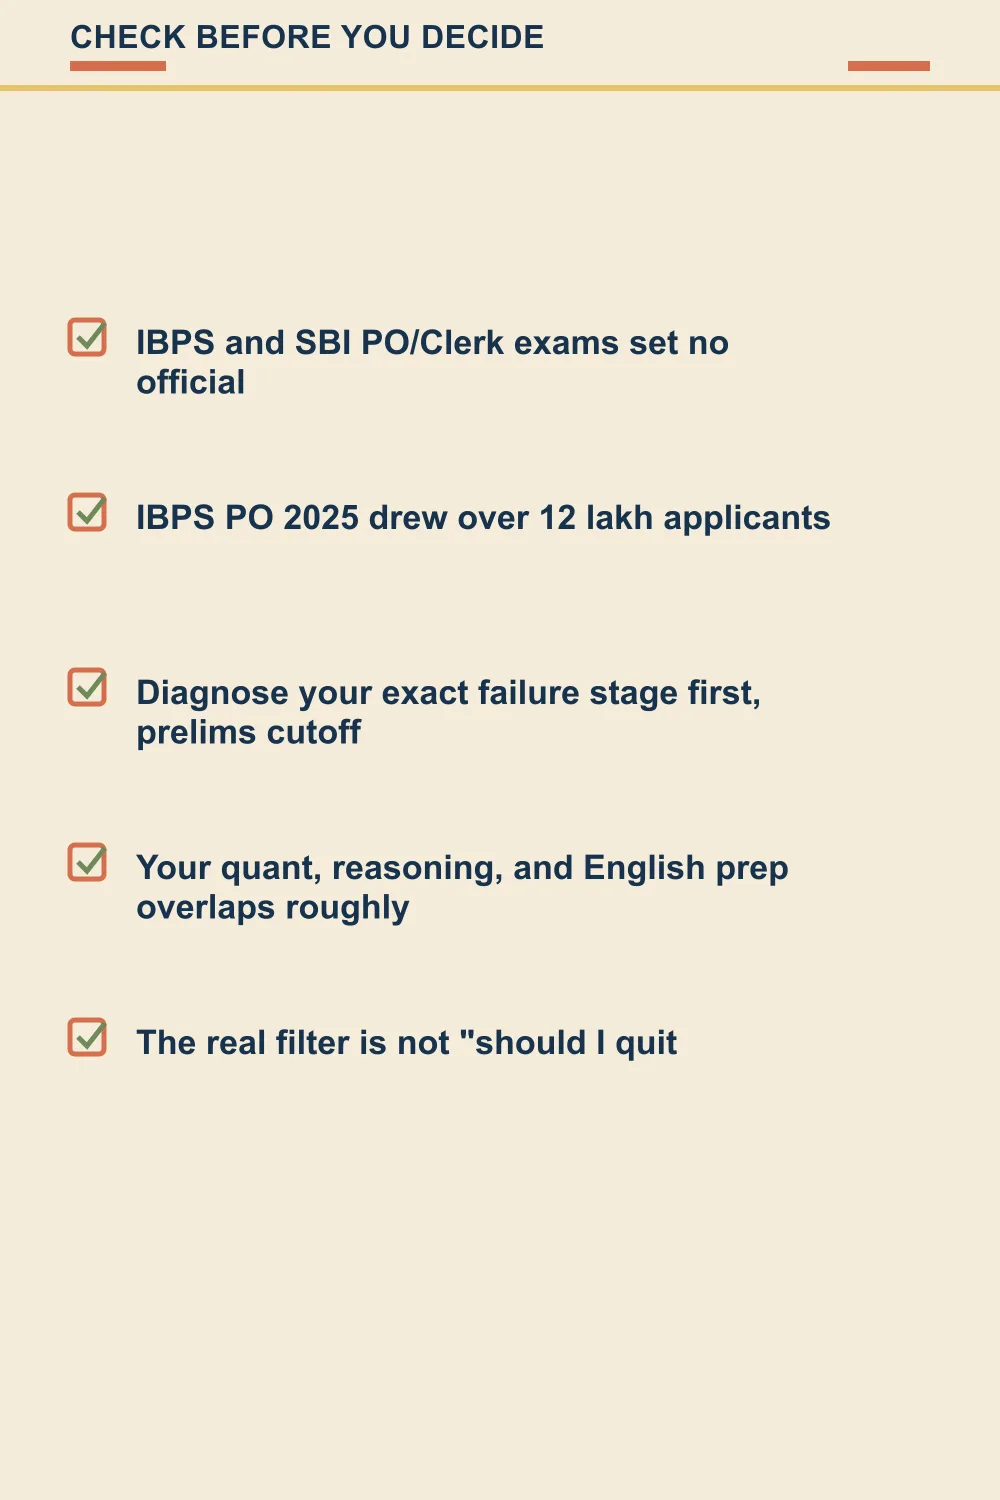 CHECK BEFORE YOU DECIDE
IBPS and SBI PO/Clerk exams set no
official
IBPS PO 2025 drew over 12 lakh applicants
Diagnose your exact failure stage first,
prelims cutoff
Your quant, reasoning, and English prep
overlaps roughly
The real filter is not "should I quit